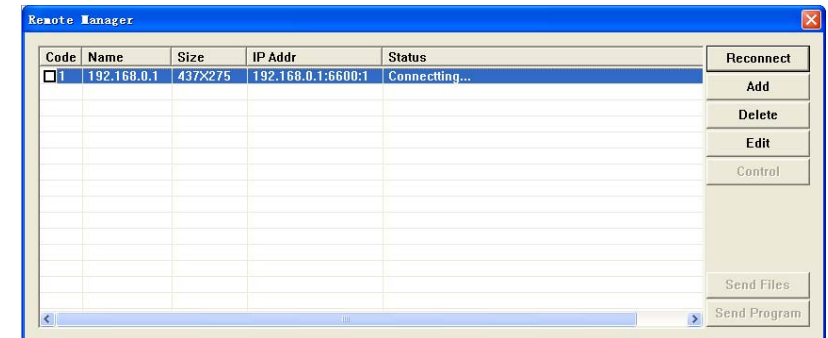 Remote Manager
Code Name Size IP Addr Status
1 192.168.0.1 437X275 192.168.0.1:6600:1 Connectting...
Reconnect
Add
Delete
Edit
Control
Send Files
Send Program